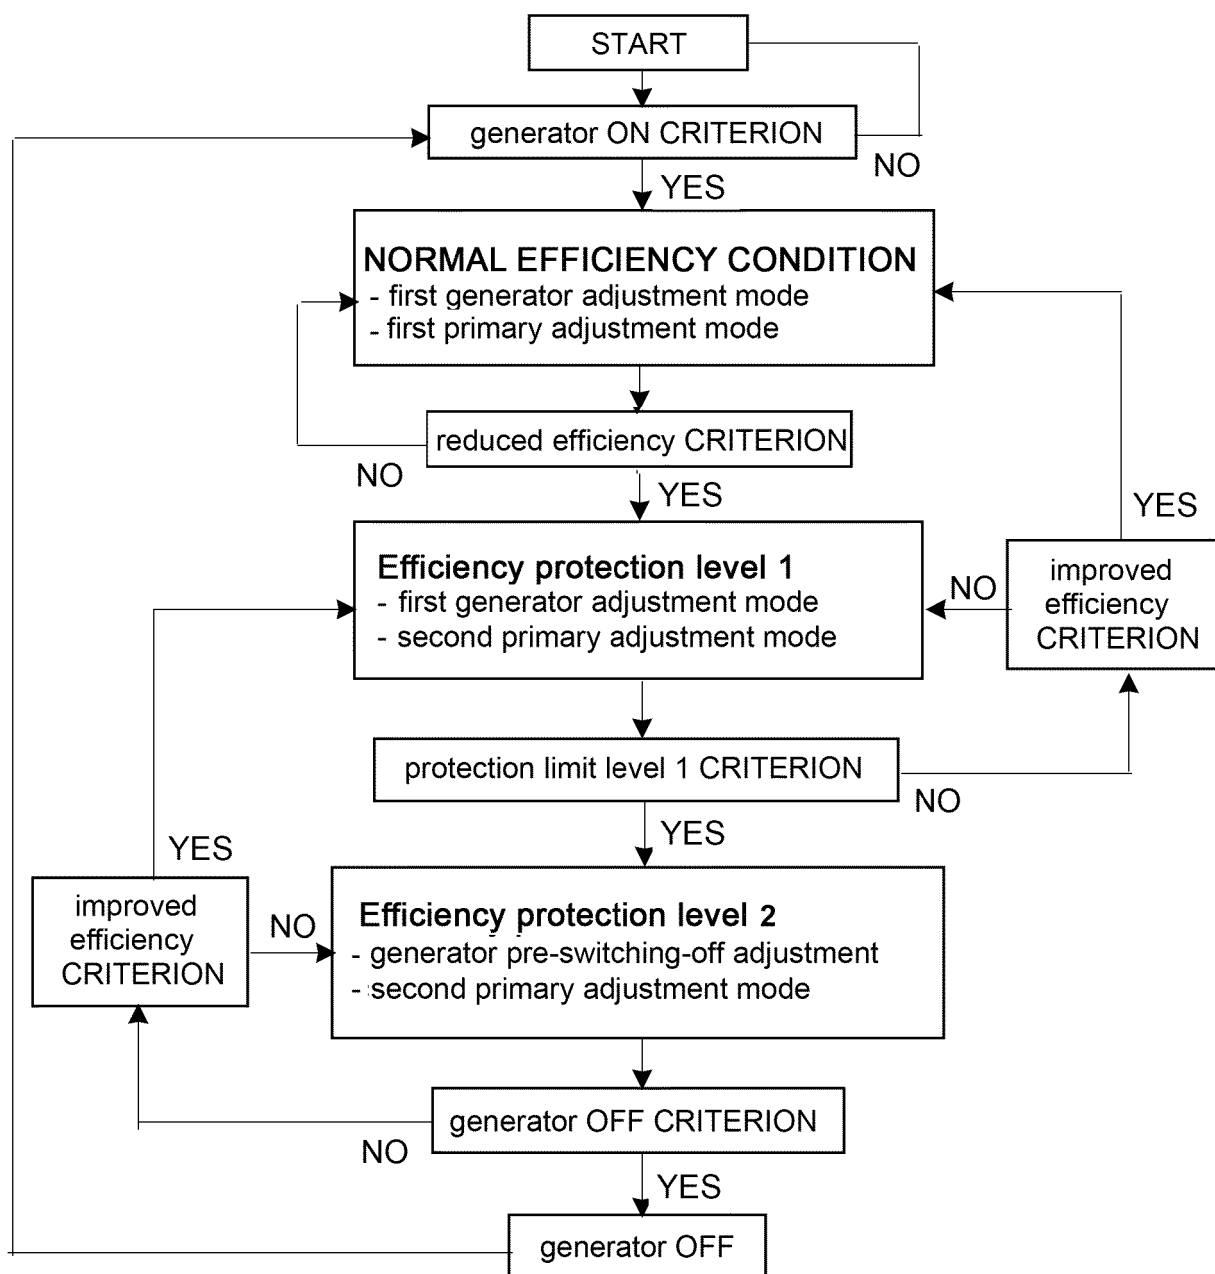 START
generator ON CRITERION
NO
YES
NORMAL EFFICIENCY CONDITION
- first generator adjustment mode
- first primary adjustment mode
reduced efficiency CRITERION
NO
YES
YES
Efficiency protection level 1
- first generator adjustment mode
- second primary adjustment mode
NO
improved
efficiency
CRITERION
protection limit level 1 CRITERION
NO
YES
YES
improved
efficiency
CRITERION
NO
Efficiency protection level 2
- generator pre-switching-off adjustment
- second primary adjustment mode
generator OFF CRITERION
NO
YES
generator OFF